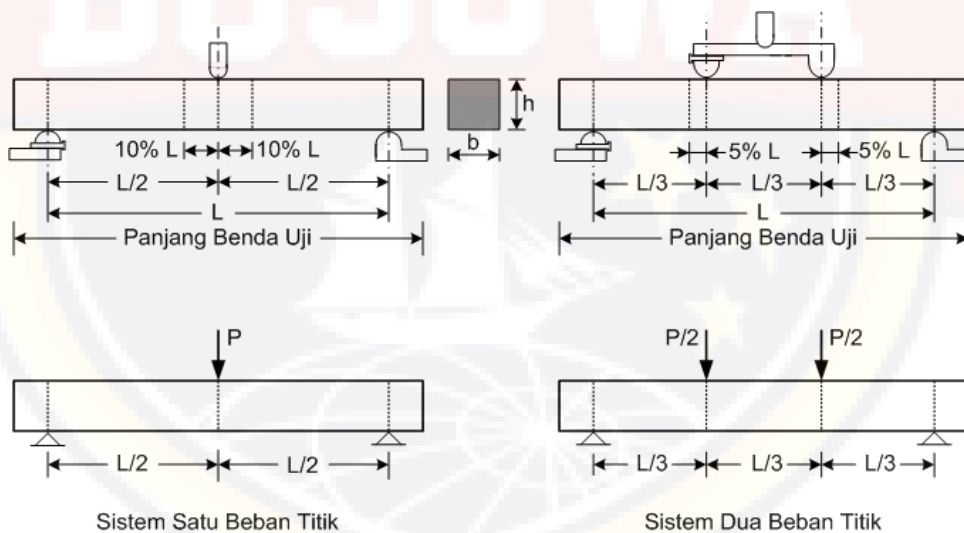 BOSOWA
h
b
10% L
10% L
L/2
L/2
L
Panjang Benda Uji
5% L
5% L
L/3
L/3
L/3
L
Panjang Benda Uji
P
L/2
L/2
Sistem Satu Beban Titik
P/2
P/2
L/3
L/3
L/3
Sistem Dua Beban Titik